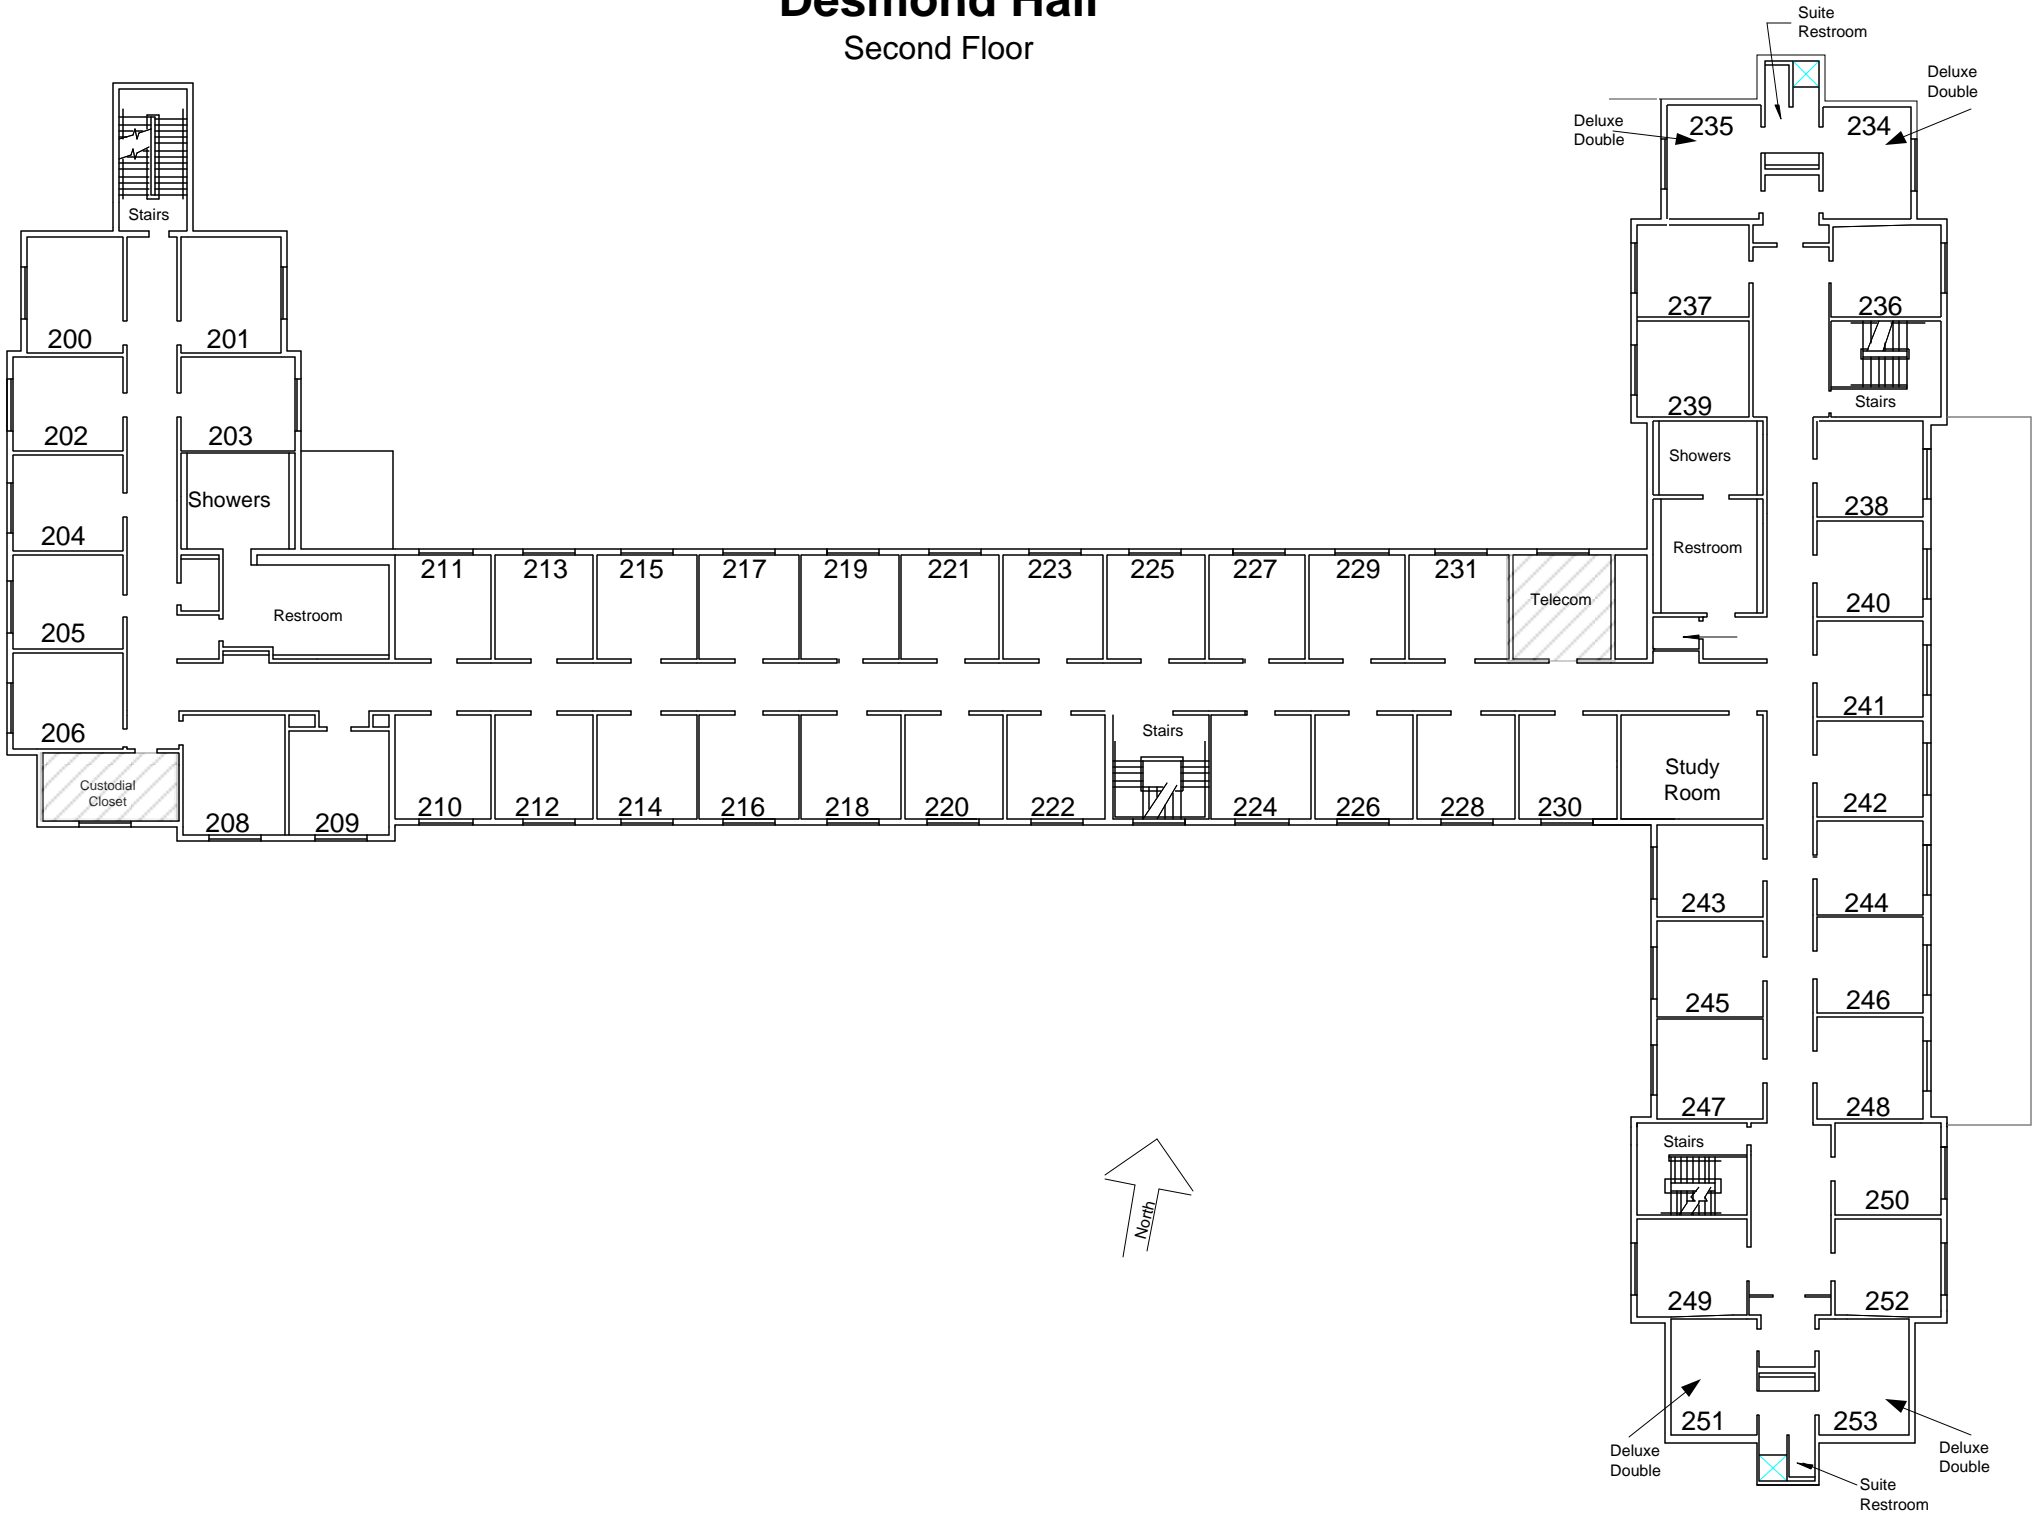 Desmond Hall
Second Floor
Suite
Restroom
Deluxe
Double
Deluxe
Double
235
234
Stairs
237
236
200
201
239
Stairs
202
203
Showers
Showers
238
204
Restroom
211
213
215
217
219
221
223
225
227
229
231
Telecom
240
205
Restroom
206
241
Stairs
Custodial
Closet
208
209
210
212
214
216
218
220
222
224
226
228
230
Study
Room
242
243
244
245
246
247
248
Stairs
North
250
249
252
251
253
Deluxe
Double
Deluxe
Double
Suite
Restroom